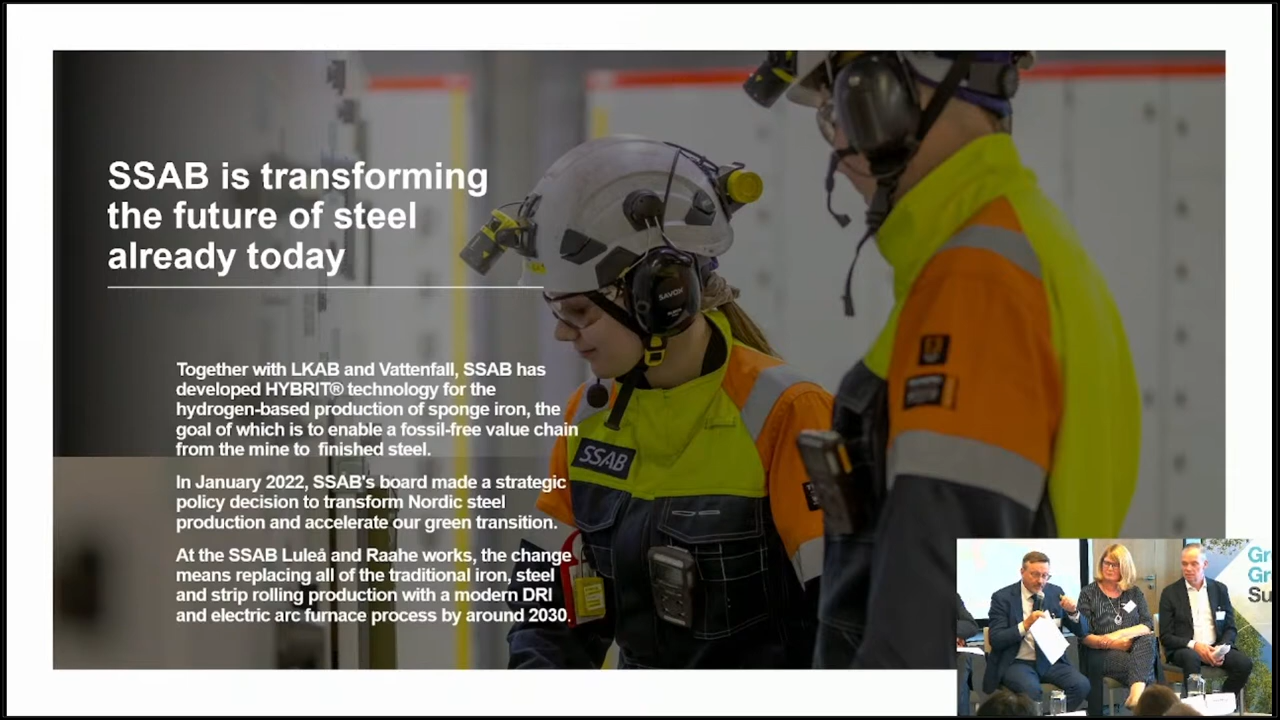 SSAB is transforming
the future of steel
already today
Together with LKAB and Vattenfall, SSAB has
developed HYBRIT® technology for the
hydrogen-based production of sponge iron, the
goal of which is to enable a fossil-free value chain
from the mine to finished steel.
In January 2022, SSAB's board made a strategic
policy decision to transform Nordic steel
production and accelerate our green transition.
At the SSAB Luleå and Raahe works, the change
means replacing all of the traditional iron, steel
and strip rolling production with a modern DRI
and electric arc furnace process by around 2030.
SAVOX
SSAB
Gr
Gr
Su